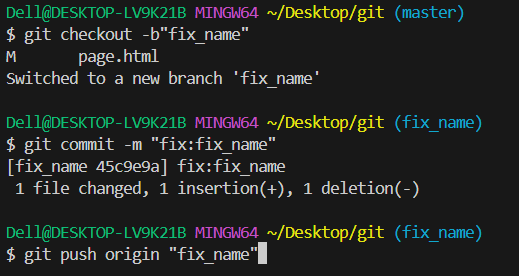 Dell@DESKTOP-LV9K21B MINGW64 ~/Desktop/git (master)
$ git checkout -b"fix_name"
M       page.html
Switched to a new branch 'fix_name'
Dell@DESKTOP-LV9K21B MINGW64 ~/Desktop/git (fix_name)
$ git commit -m "fix:fix_name"
[fix_name 45c9e9a] fix:fix_name
 1 file changed, 1 insertion(+), 1 deletion(-)
Dell@DESKTOP-LV9K21B MINGW64 ~/Desktop/git (fix_name)
$ git push origin "fix_name"